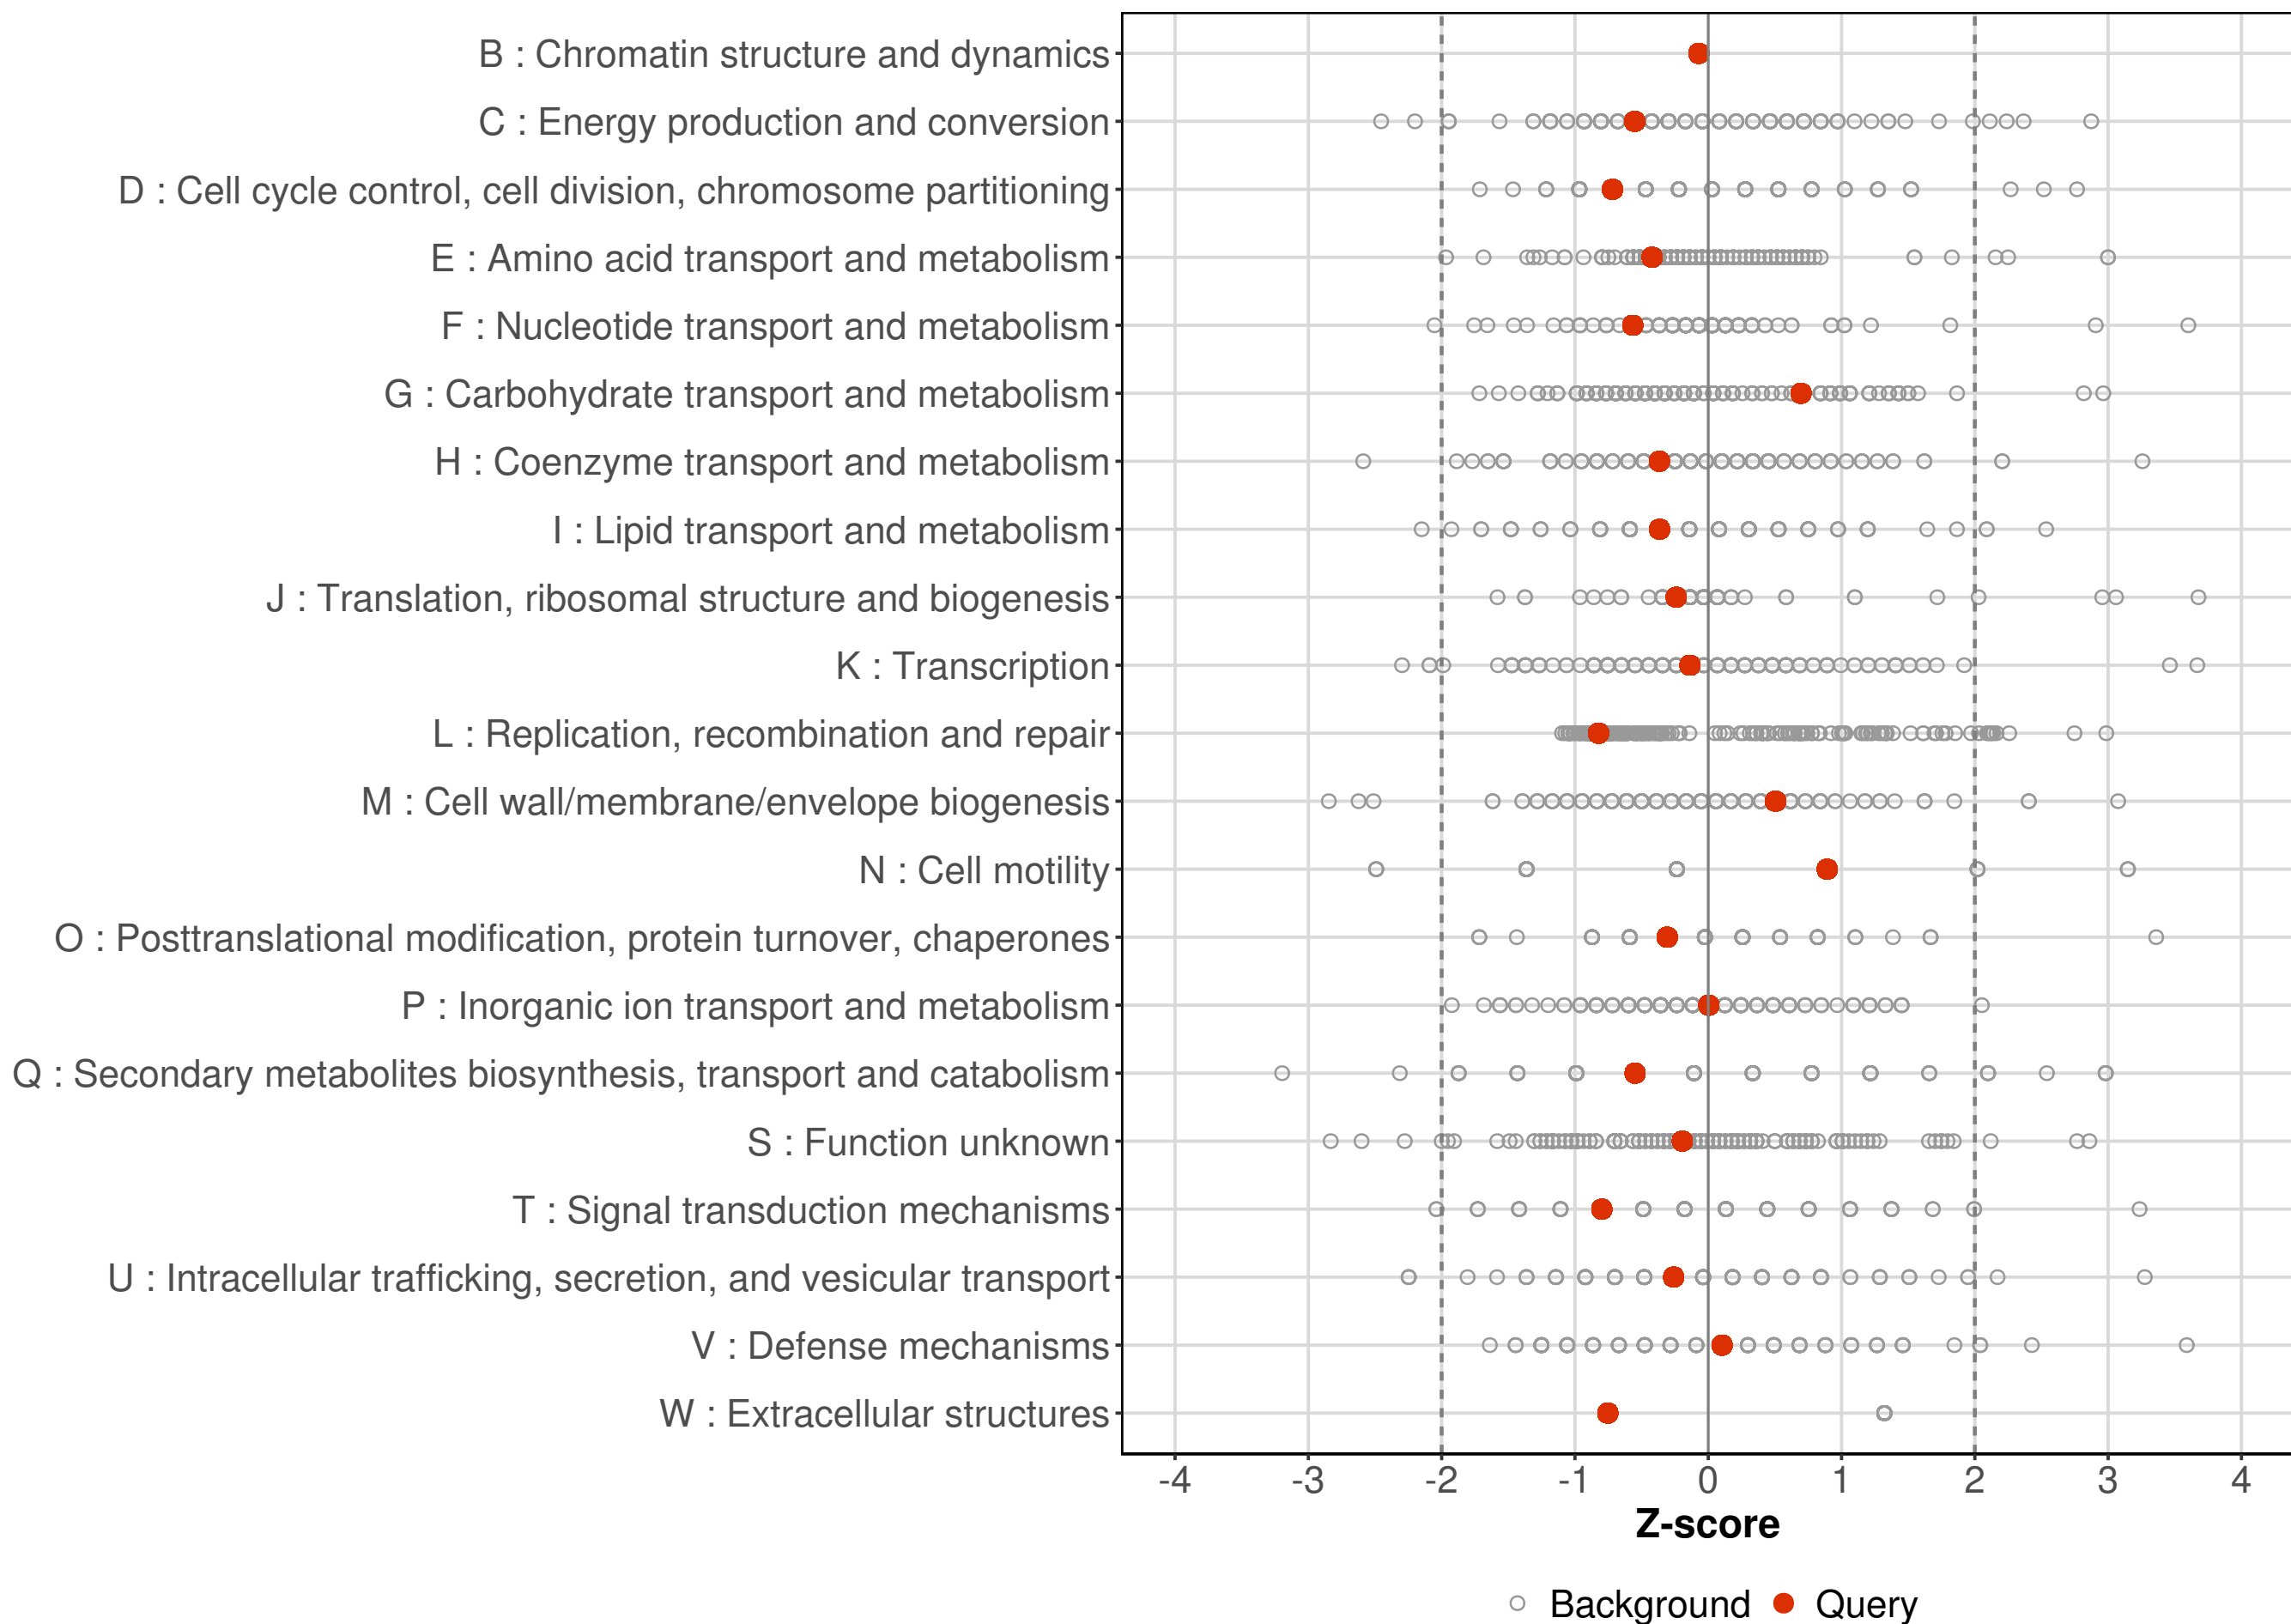 B : Chromatin structure and dynamics
C : Energy production and conversion
D : Cell cycle control, cell division, chromosome partitioning
E : Amino acid transport and metabolism
F : Nucleotide transport and metabolism
G : Carbohydrate transport and metabolism
H : Coenzyme transport and metabolism
I : Lipid transport and metabolism
J : Translation, ribosomal structure and biogenesis
K : Transcription
L : Replication, recombination and repair
M : Cell wall/membrane/envelope biogenesis
N : Cell motility
O : Posttranslational modification, protein turnover, chaperones
P : Inorganic ion transport and metabolism
Q : Secondary metabolites biosynthesis, transport and catabolism
S : Function unknown
T : Signal transduction mechanisms
U : Intracellular trafficking, secretion, and vesicular transport
V : Defense mechanisms
W : Extracellular structures
-4 -3 -2 -1 0 1 2 3 4
Z-score
Background Query